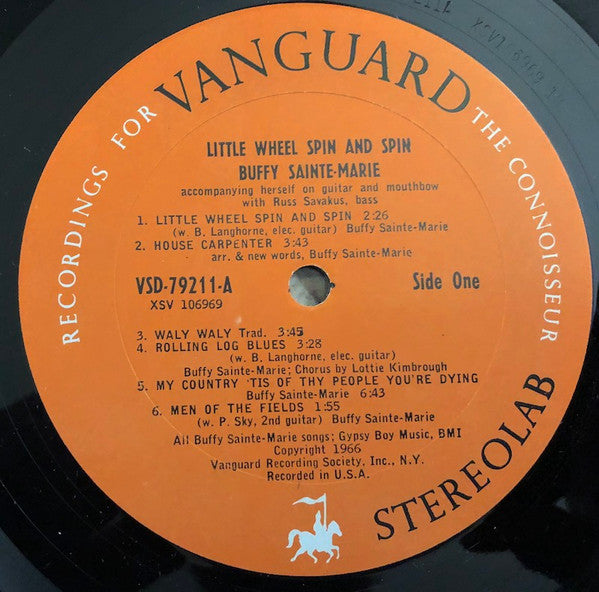 RECORDINGS FOR VANGUARD THE CONNOISSEUR
LITTLE WHEEL SPIN AND SPIN
BUFFY SAINTE-MARIE
accompanying herself on guitar and mouthbow
with Russ Savakus, bass
1. LITTLE WHEEL SPIN AND SPIN 2:26
(w. B. Langhorne, elec. guitar) Buffy Sainte-Marie
2. HOUSE CARPENTER 3:43
arr. & new words, Buffy Sainte-Marie
VSD-79211-A Side One
XSV 106969
3. WALY WALY Trad. 3:45
4. ROLLING LOG BLUES 3:28
(w. B. Langhorne, elec. guitar)
Buffy Sainte-Marie; Chorus by Lottie Kimbrough
5. MY COUNTRY 'TIS OF THY PEOPLE YOU'RE DYING
Buffy Sainte-Marie 6:43
6. MEN OF THE FIELDS 1:55
(w. P. Sky, 2nd guitar) Buffy Sainte-Marie
All Buffy Sainte-Marie songs; Gypsy Boy Music, BMI
Copyright 1966
Vanguard Recording Society, Inc., N.Y.
Recorded in U.S.A.
STEREOLAB